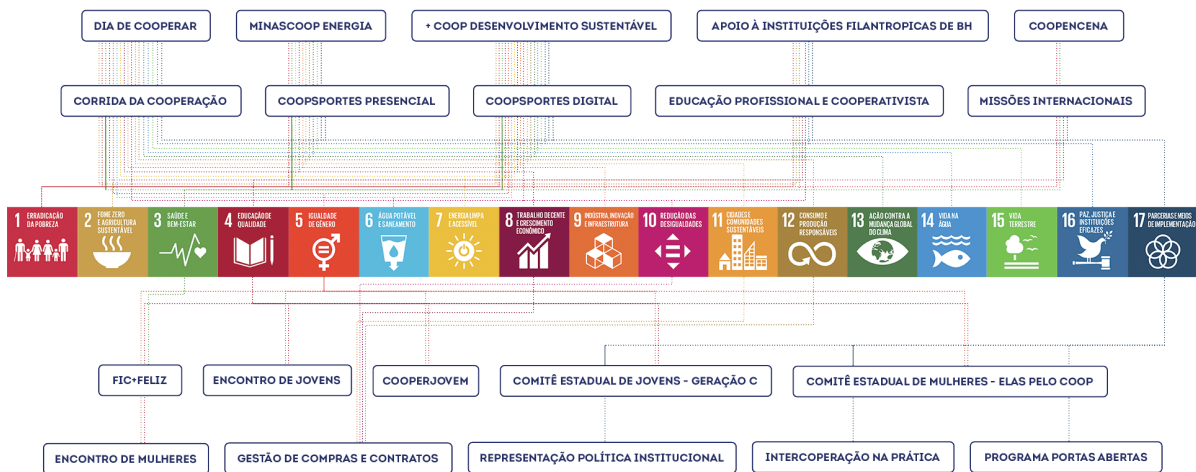 DIA DE COOPERAR
MINASCOOP ENERGIA
+ COOP DESENVOLVIMENTO SUSTENTÁVEL
APOIO À INSTITUIÇÕES FILANTROPICAS DE BH
COOPENCENA
CORRIDA DA COOPERAÇÃO
COOPSPORTES PRESENCIAL
COOPSPORTES DIGITAL
EDUCAÇÃO PROFISSIONAL E COOPERATIVISTA
MISSÕES INTERNACIONAIS
1 ERRADICAÇÃO
DA POBREZA
2 FOME ZERO
E AGRICULTURA
SUSTENTÁVEL
3 SAÚDE E
BEM-ESTAR
4 EDUCAÇÃO DE
QUALIDADE
5 IGUALDADE
DE GÊNERO
6 ÁGUA POTÁVEL
E SANEAMENTO
7 ENERGIA LIMPA
E ACESSÍVEL
8 TRABALHO DECENTE
E CRESCIMENTO
ECONÔMICO
9 INDÚSTRIA, INOVAÇÃO
E INFRAESTRUTURA
10 REDUÇÃO DAS
DESIGUALDADES
11 CIDADES E
COMUNIDADES
SUSTENTÁVEIS
12 CONSUMO E
PRODUÇÃO
RESPONSÁVEIS
13 AÇÃO CONTRA A
MUDANÇA GLOBAL
DO CLIMA
14 VIDA NA
ÁGUA
15 VIDA
TERRESTRE
16 PAZ, JUSTIÇA E
INSTITUIÇÕES
EFICAZES
17 PARCERIAS E MEIOS
DE IMPLEMENTAÇÃO
FIC+FELIZ
ENCONTRO DE JOVENS
COOPERJOVEM
COMITÊ ESTADUAL DE JOVENS - GERAÇÃO C
COMITÊ ESTADUAL DE MULHERES - ELAS PELO COOP
ENCONTRO DE MULHERES
GESTÃO DE COMPRAS E CONTRATOS
REPRESENTAÇÃO POLÍTICA INSTITUCIONAL
INTERCOOPERAÇÃO NA PRÁTICA
PROGRAMA PORTAS ABERTAS